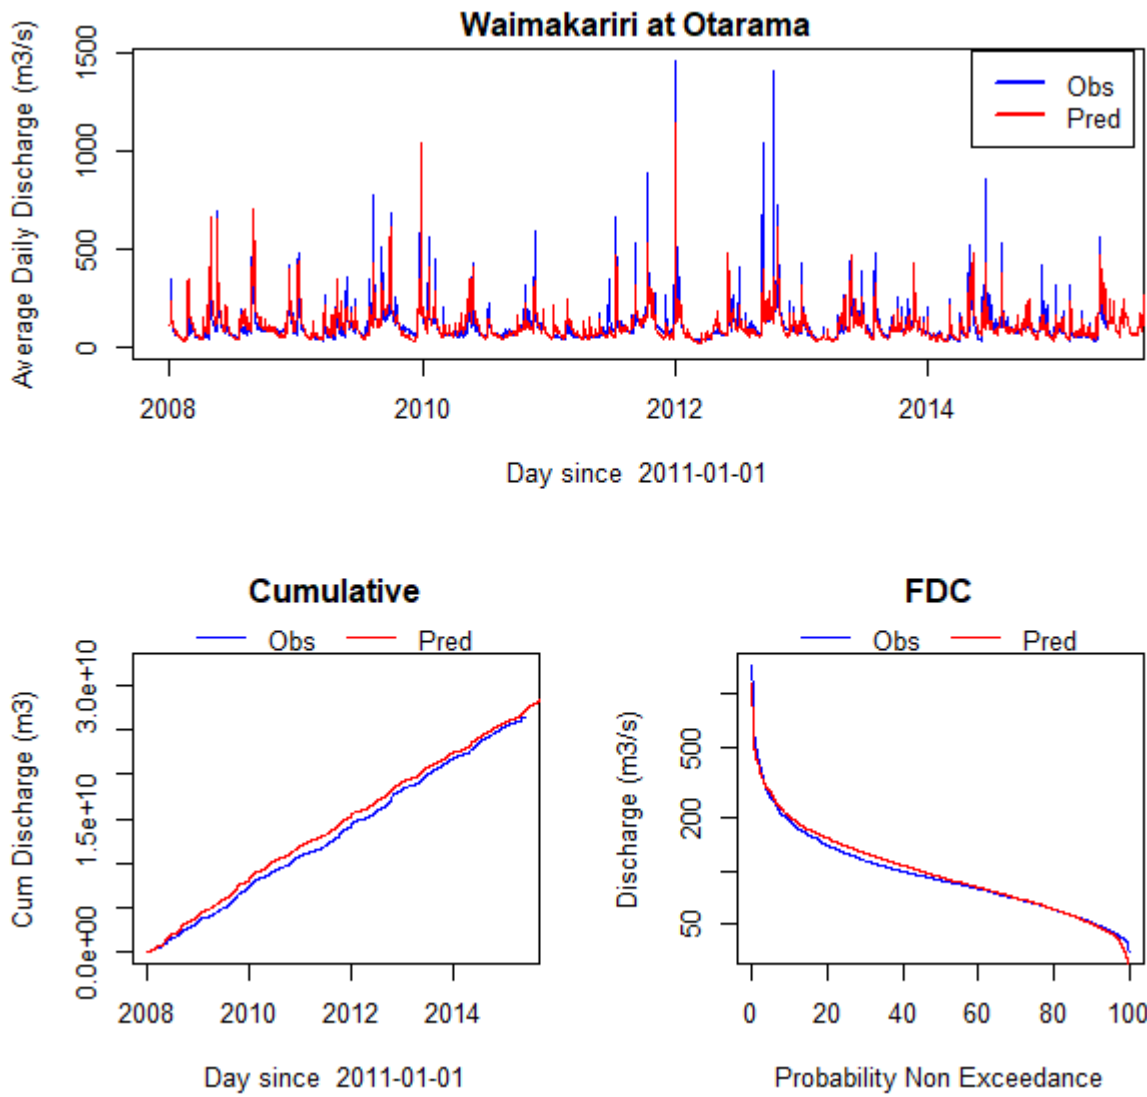 Waimakariri at Otarama
Average Daily Discharge (m3/s)
0
500
1000
1500
Obs
Pred
2008
2010
2012
2014
Day since 2011-01-01
Cumulative
Obs
Pred
Cum Discharge (m3)
0.0e+00
1.5e+10
3.0e+10
2008
2010
2012
2014
Day since 2011-01-01
FDC
Obs
Pred
Discharge (m3/s)
50
200
500
0
20
40
60
80
100
Probability Non Exceedance